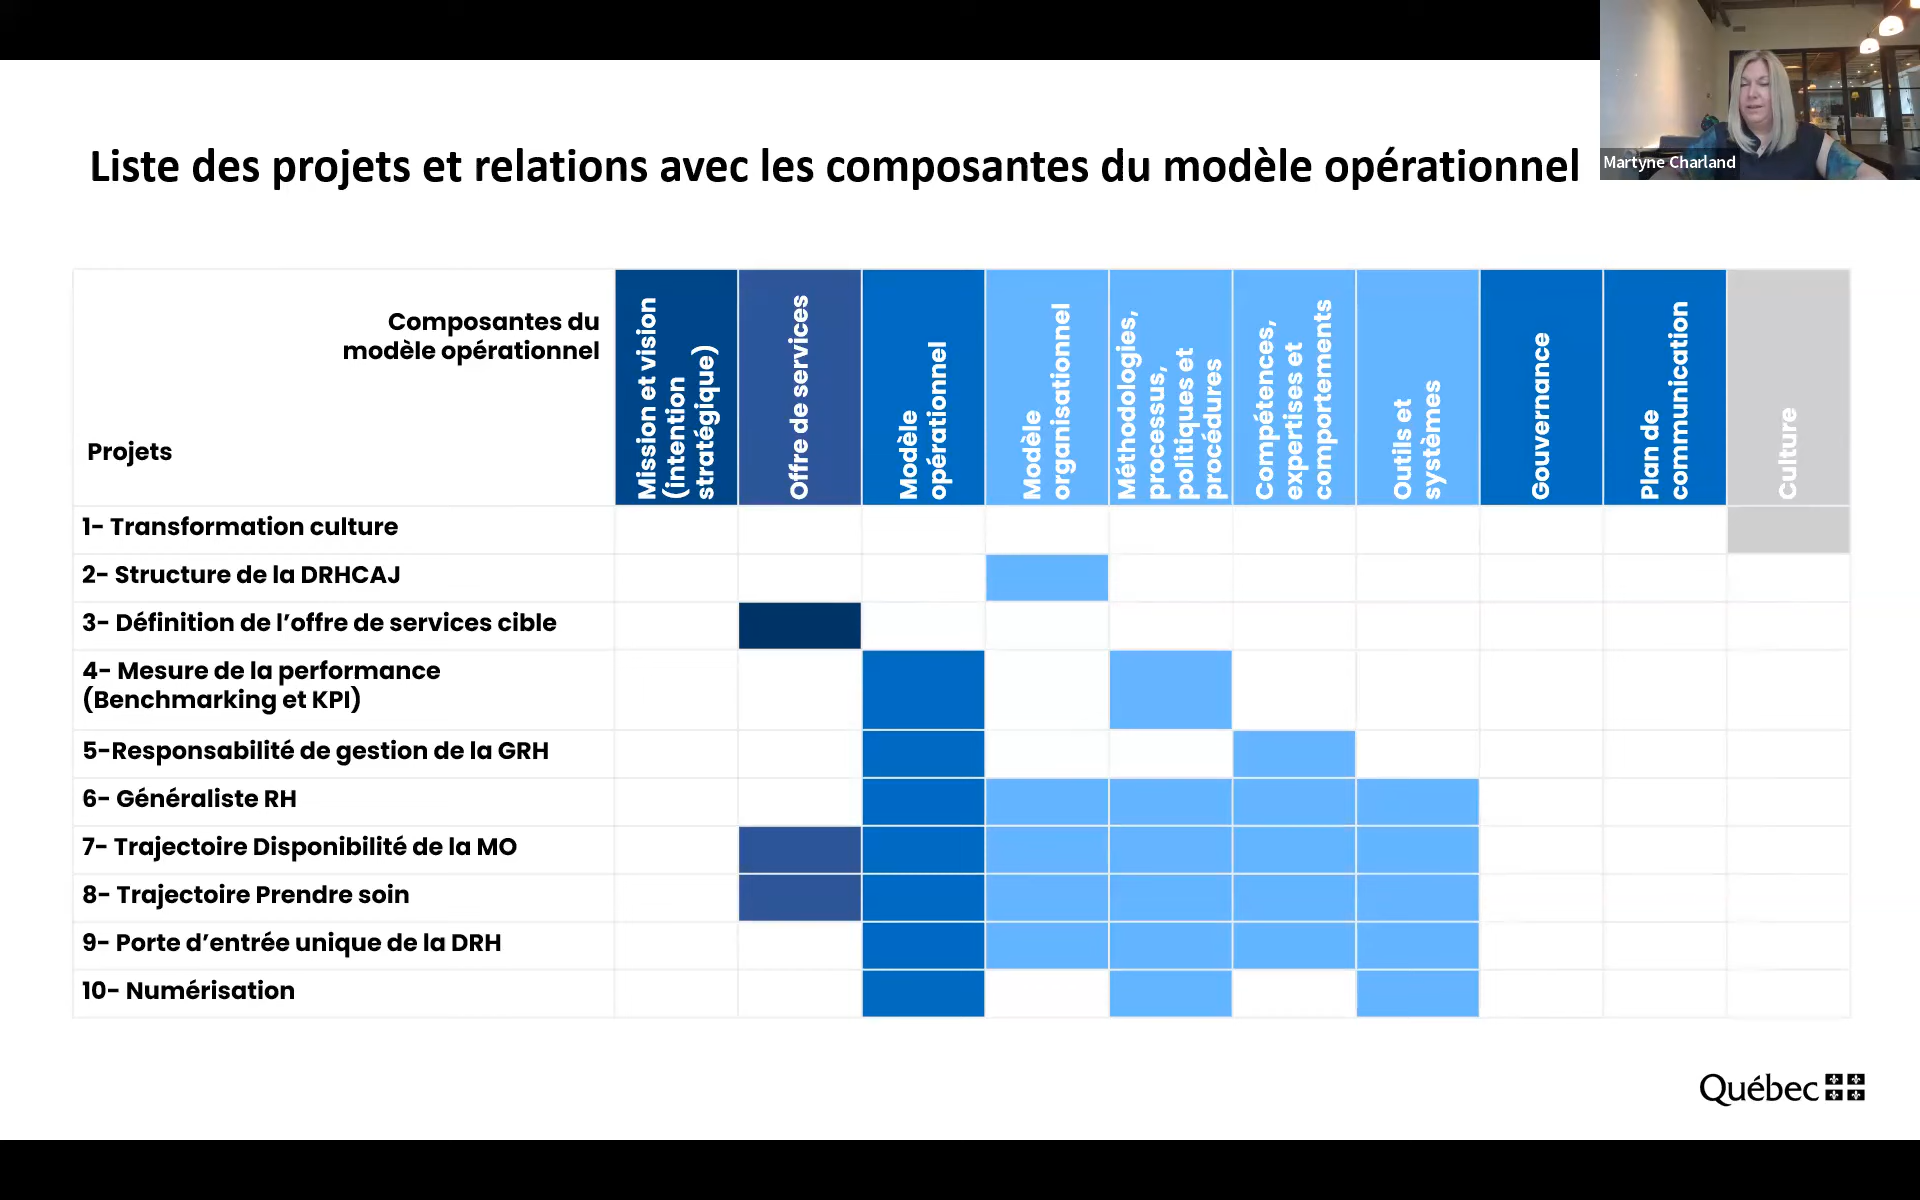 Martyne Charland
Liste des projets et relations avec les composantes du modèle opérationnel
Composantes du
modèle opérationnel
Projets
Mission et vision
(intention
stratégique)
Offre de services
Modèle
opérationnel
Modèle
organisationnel
Méthodologies,
processus,
politiques et
procédures
Compétences,
expertises et
comportements
Outils et
systèmes
Gouvernance
Plan de
communication
Culture
1- Transformation culture
2- Structure de la DRHCAJ
3- Définition de l’offre de services cible
4- Mesure de la performance
(Benchmarking et KPI)
5-Responsabilité de gestion de la GRH
6- Généraliste RH
7- Trajectoire Disponibilité de la MO
8- Trajectoire Prendre soin
9- Porte d’entrée unique de la DRH
10- Numérisation
Québec